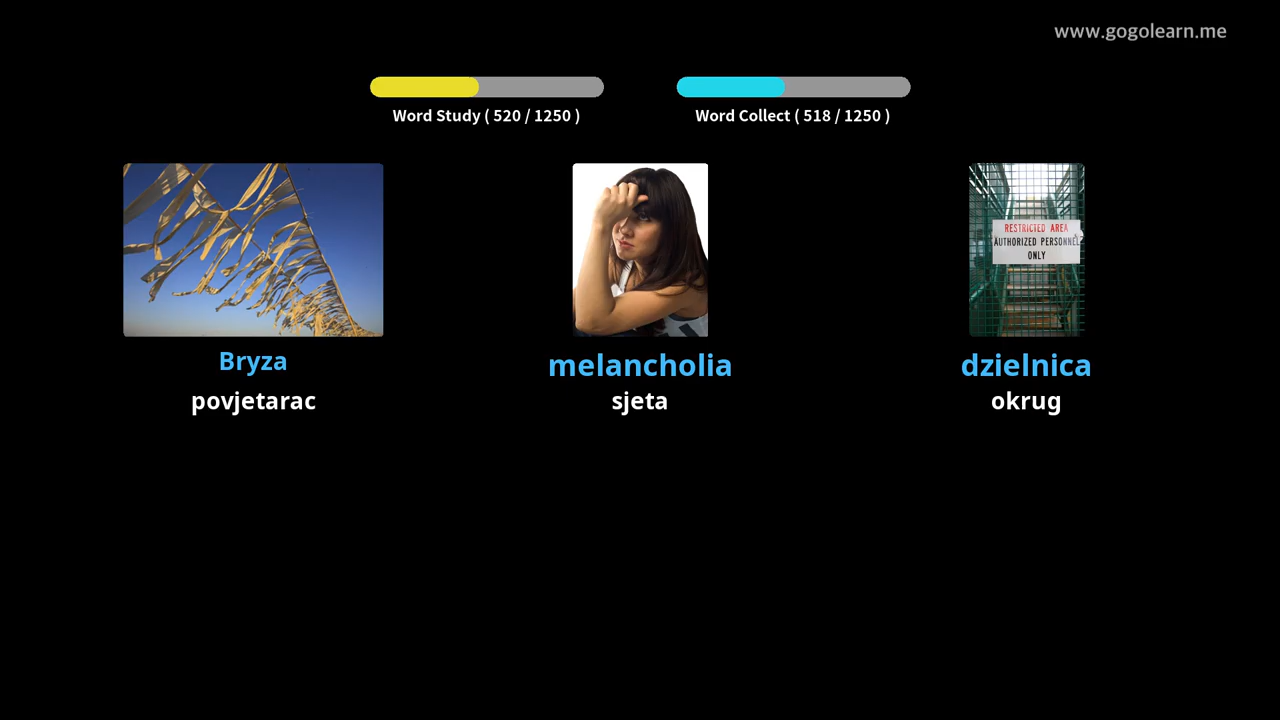 www.gogolearn.me
Word Study ( 520 / 1250 )
Word Collect ( 518 / 1250 )
RESTRICTED AREA
AUTHORIZED PERSONNEL
ONLY
Bryza
melancholia
dzielnica
povjetarac
sjeta
okrug